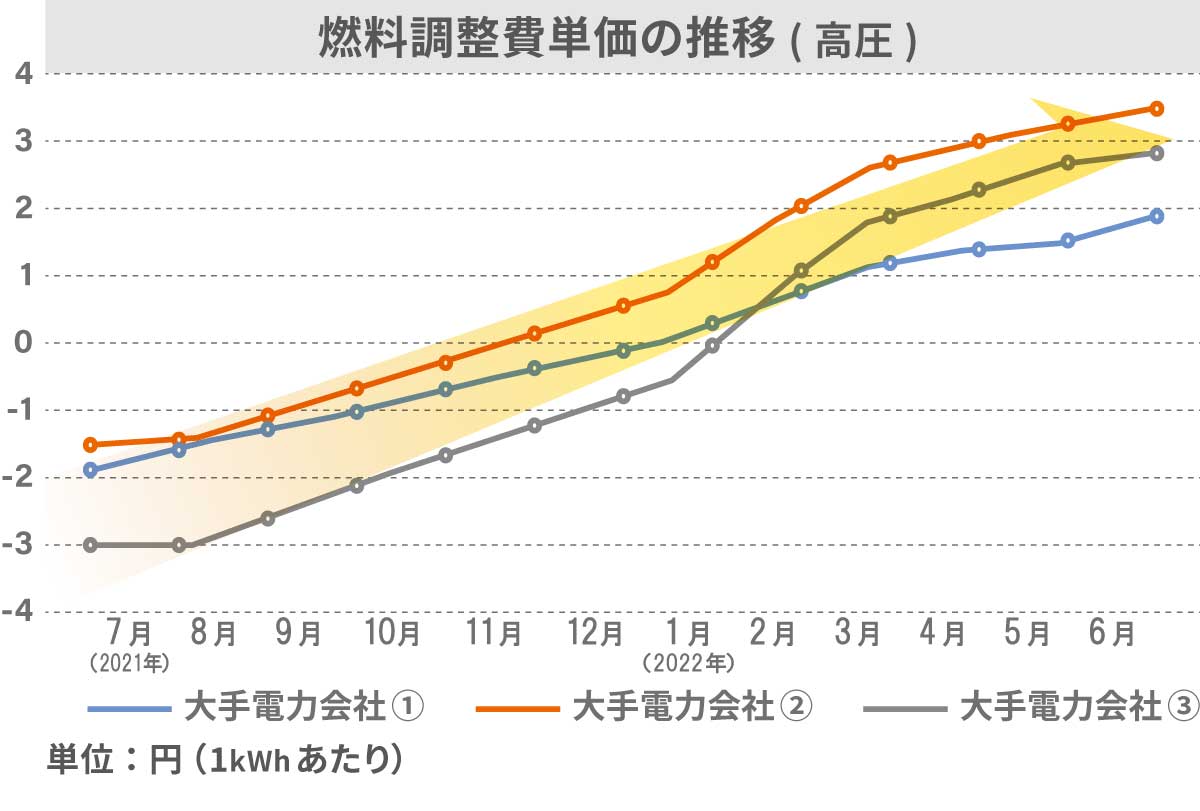 燃料調整費単価の推移(高圧)
4
3
2
1
0
-1
-2
-3
-4
7月 8月 9月 10月 11月 12月 1月 2月 3月 4月 5月 6月
(2021年) (2022年)
大手電力会社① 大手電力会社② 大手電力会社③
単位：円(1kWhあたり)